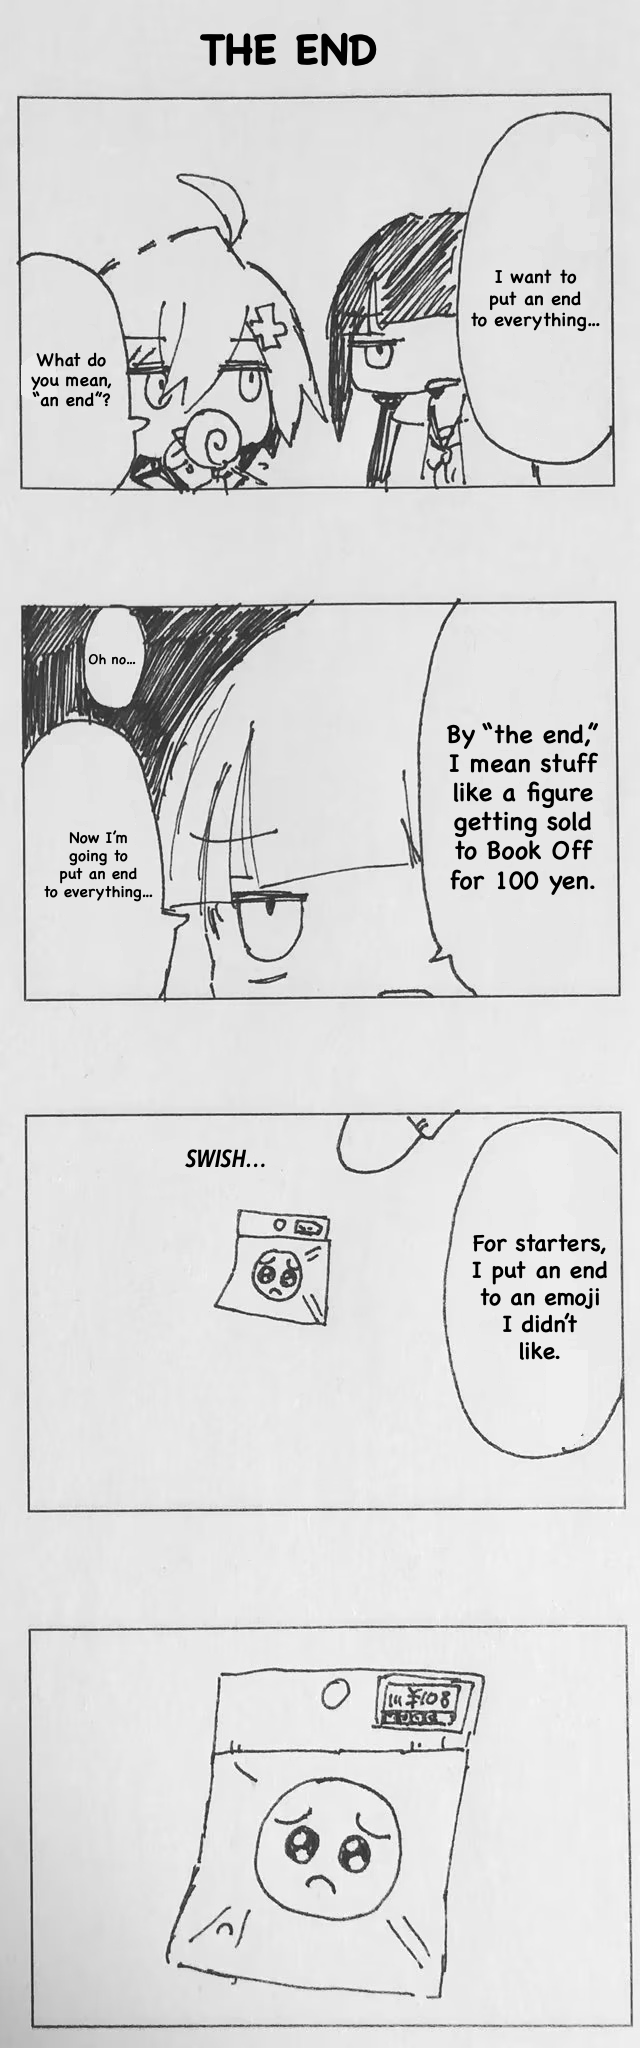 THE END
I want to
put an end
to everything...
What do
you mean,
"an end"?
By "the end,"
I mean stuff
like a figure
getting sold
to Book Off
for 100 yen.
Oh no...
Now I'm
going to
put an end
to everything...
SWISH...
For starters,
I put an end
to an emoji
I didn't
like.
¥108